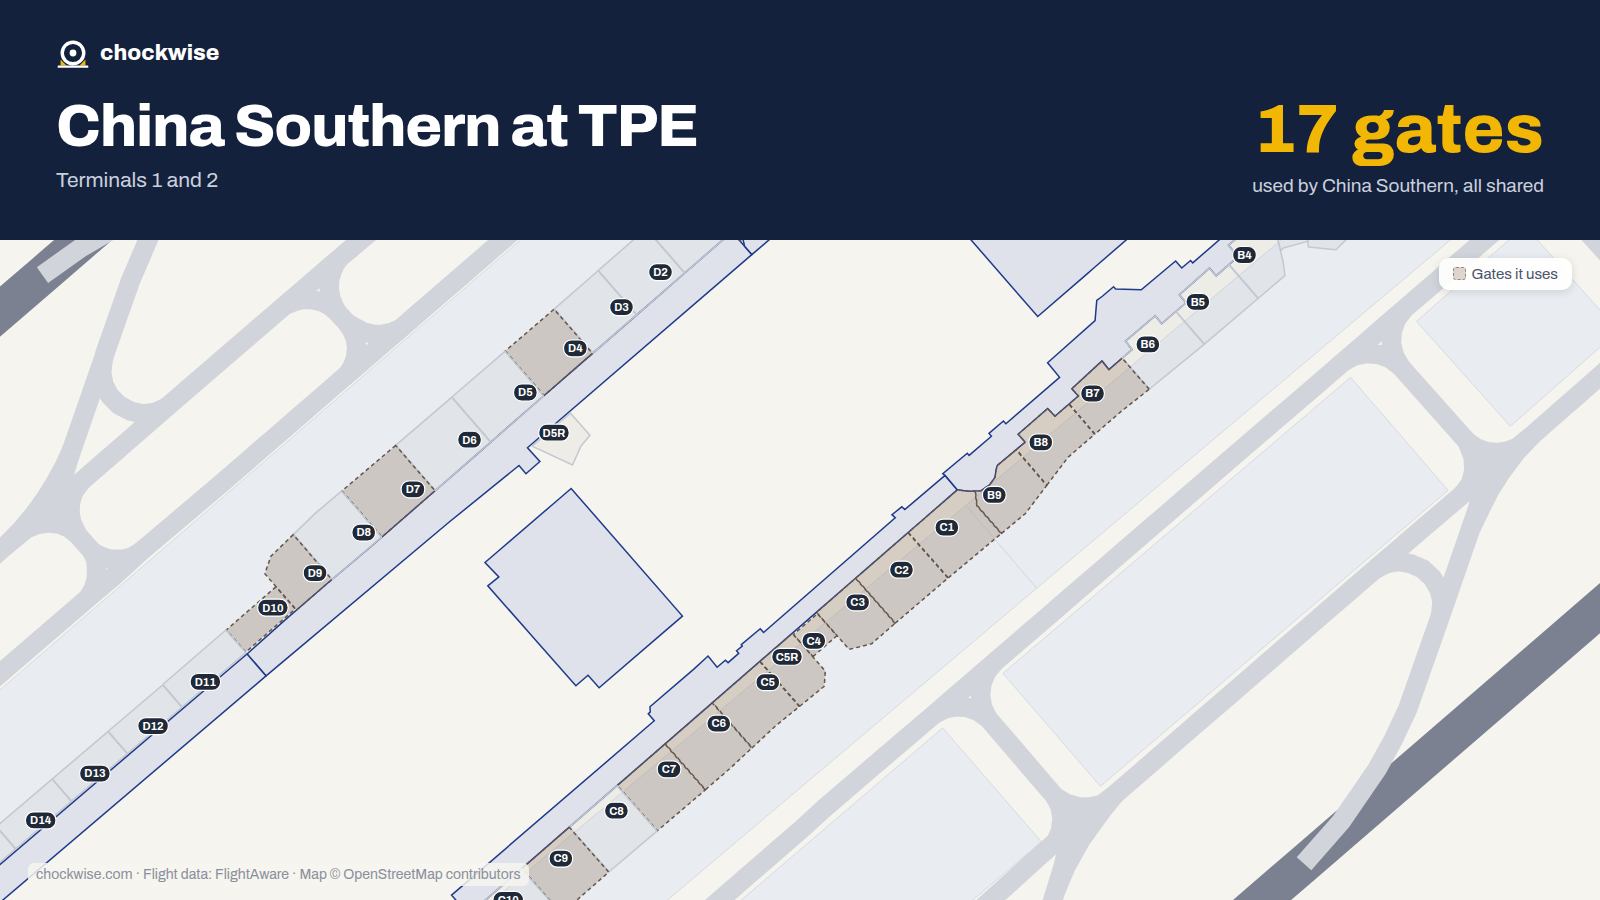 chockwise
China Southern at TPE
Terminals 1 and 2
17 gates
used by China Southern, all shared
Gates it uses
B4
B5
B6
B7
B8
B9
C1
C2
C3
C4
C5R
C5
C6
C7
C8
C9
C10
D2
D3
D4
D5
D5R
D6
D7
D8
D9
D10
D11
D12
D13
D14
chockwise.com · Flight data: FlightAware · Map © OpenStreetMap contributors